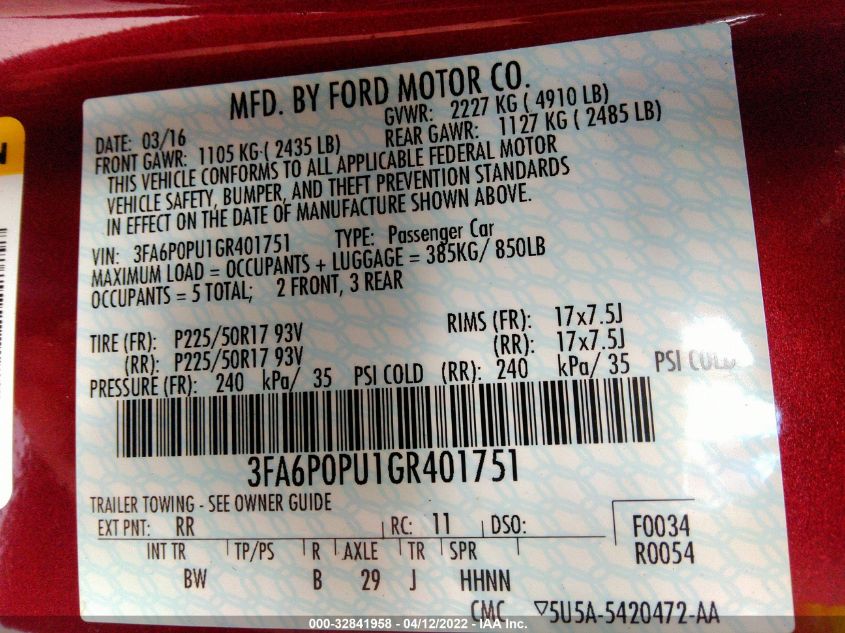 MFD. BY FORD MOTOR CO.
DATE: 03/16 GVWR: 2227 KG ( 4910 LB)
FRONT GAWR: 1105 KG ( 2435 LB) REAR GAWR: 1127 KG ( 2485 LB)
THIS VEHICLE CONFORMS TO ALL APPLICABLE FEDERAL MOTOR
VEHICLE SAFETY, BUMPER, AND THEFT PREVENTION STANDARDS
IN EFFECT ON THE DATE OF MANUFACTURE SHOWN ABOVE.
VIN: 3FA6P0PU1GR401751 TYPE: Passenger Car
MAXIMUM LOAD = OCCUPANTS + LUGGAGE = 385KG/ 850LB
OCCUPANTS = 5 TOTAL; 2 FRONT, 3 REAR
TIRE (FR): P225/50R17 93V RIMS (FR): 17x7.5J
(RR): P225/50R17 93V (RR): 17x7.5J
PRESSURE (FR): 240 kPa/ 35 PSI COLD (RR): 240 kPa/ 35 PSI COLD
3FA6P0PU1GR401751
TRAILER TOWING - SEE OWNER GUIDE
EXT PNT: RR RC: 11 DSO: F0034
R0054
INT TR TP/PS R AXLE TR SPR
BW B 29 J HHNN
CMC ▽5U5A-5420472-AA
000-32841958 - 04/12/2022 - IAA Inc.